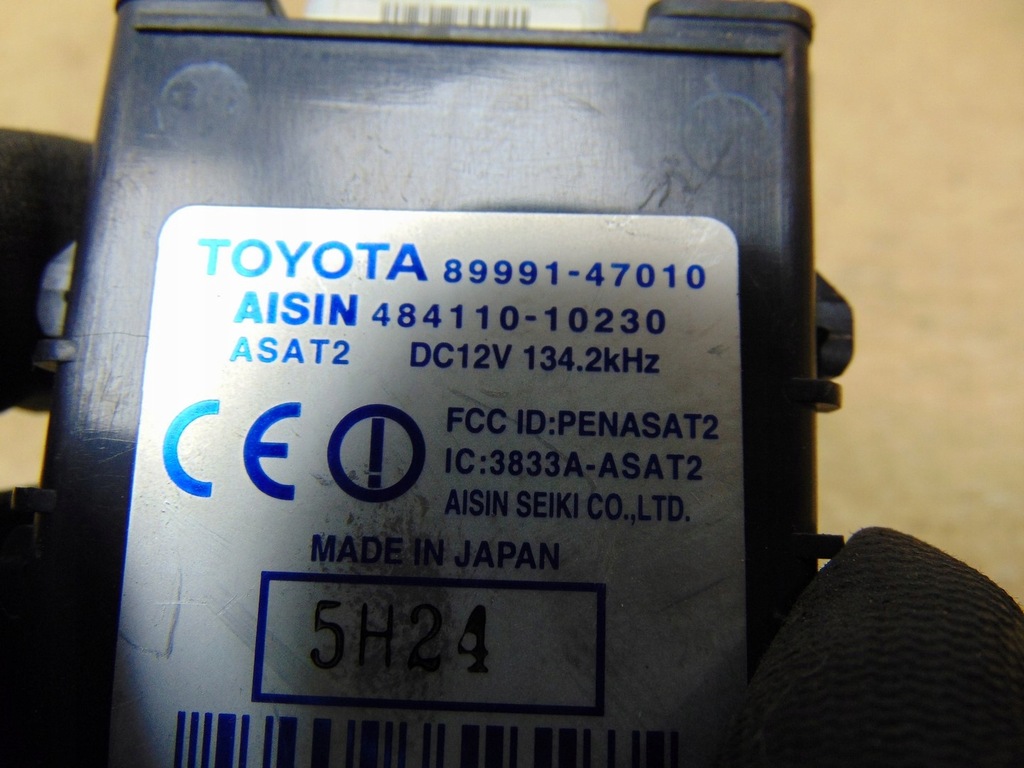 TOYOTA 89991-47010
AISIN 484110-10230
ASAT2 DC12V 134.2kHz
CE FCC ID:PENASAT2
IC:3833A-ASAT2
AISIN SEIKI CO.,LTD.
MADE IN JAPAN
5H24